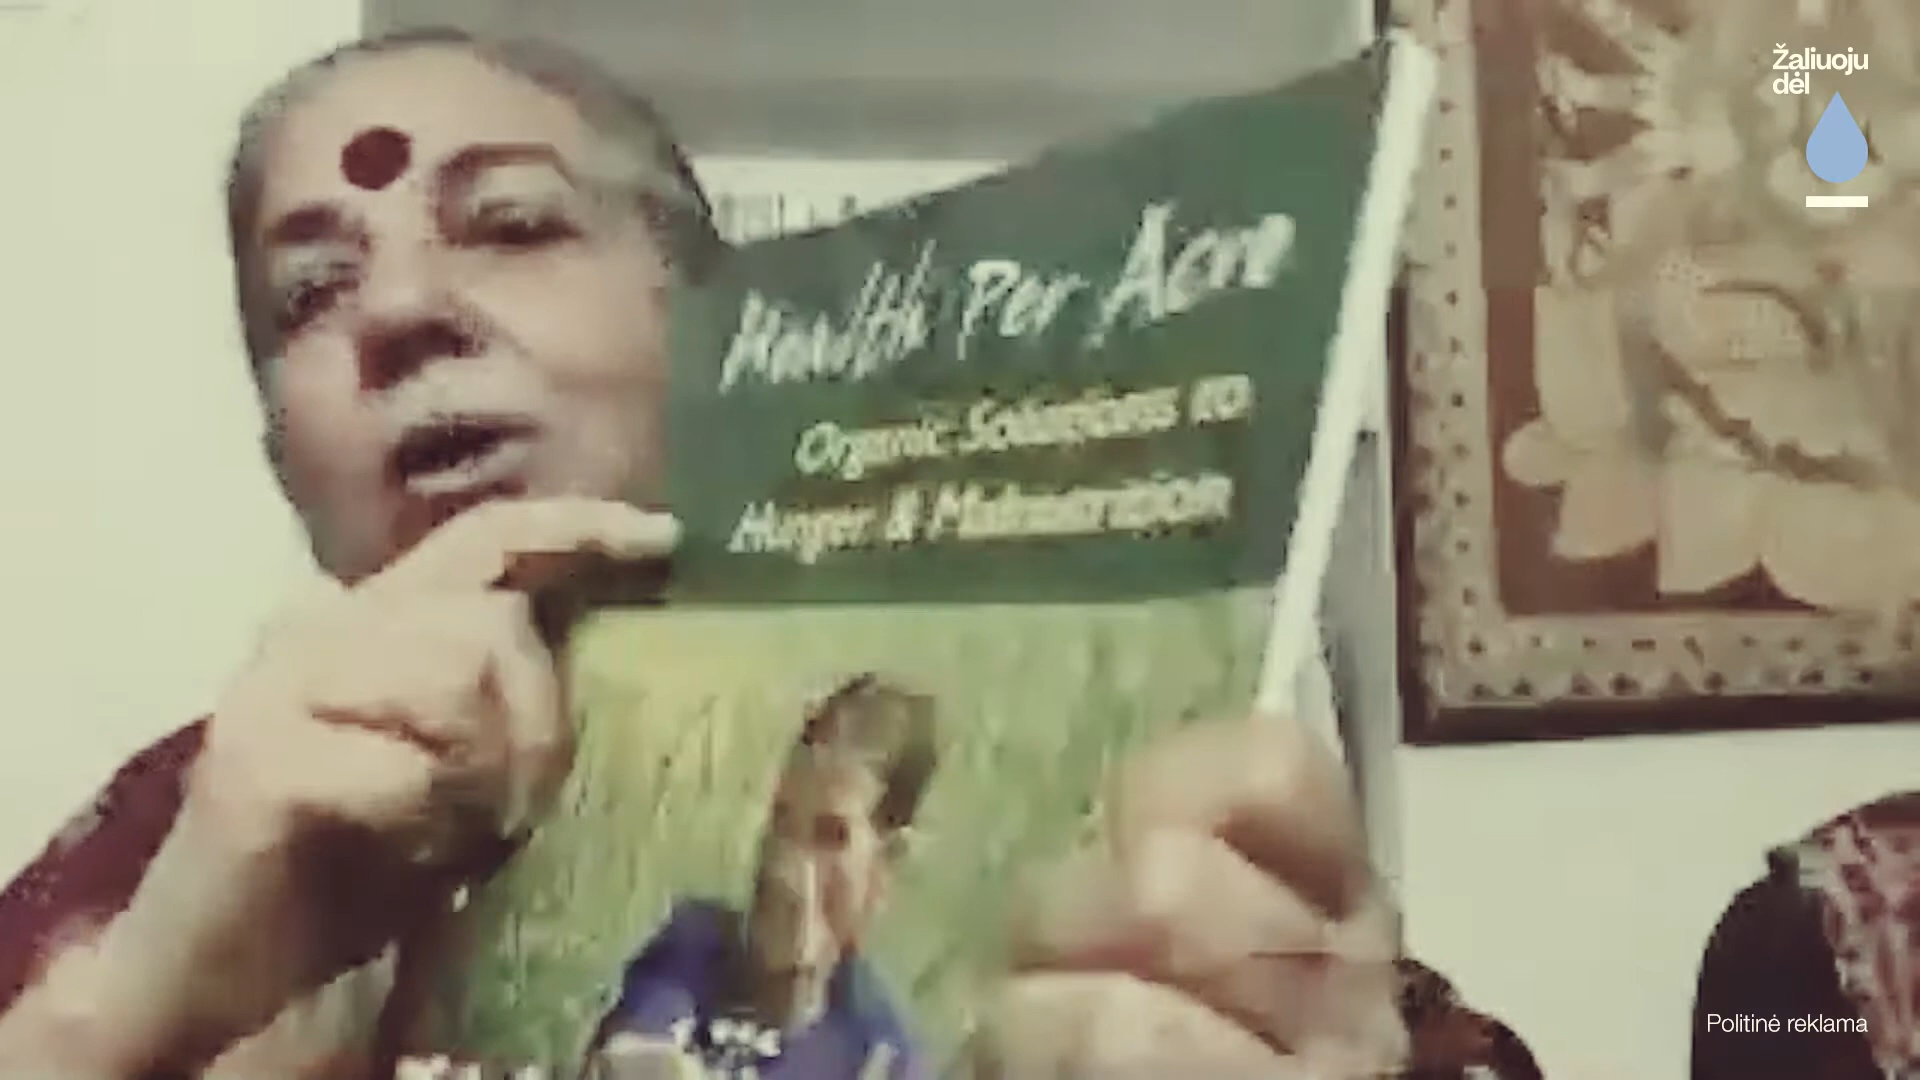 Žaliuoju
dėl
Health Per Acre
Organic Solutions to
Hunger & Malnutrition
Politinė reklama